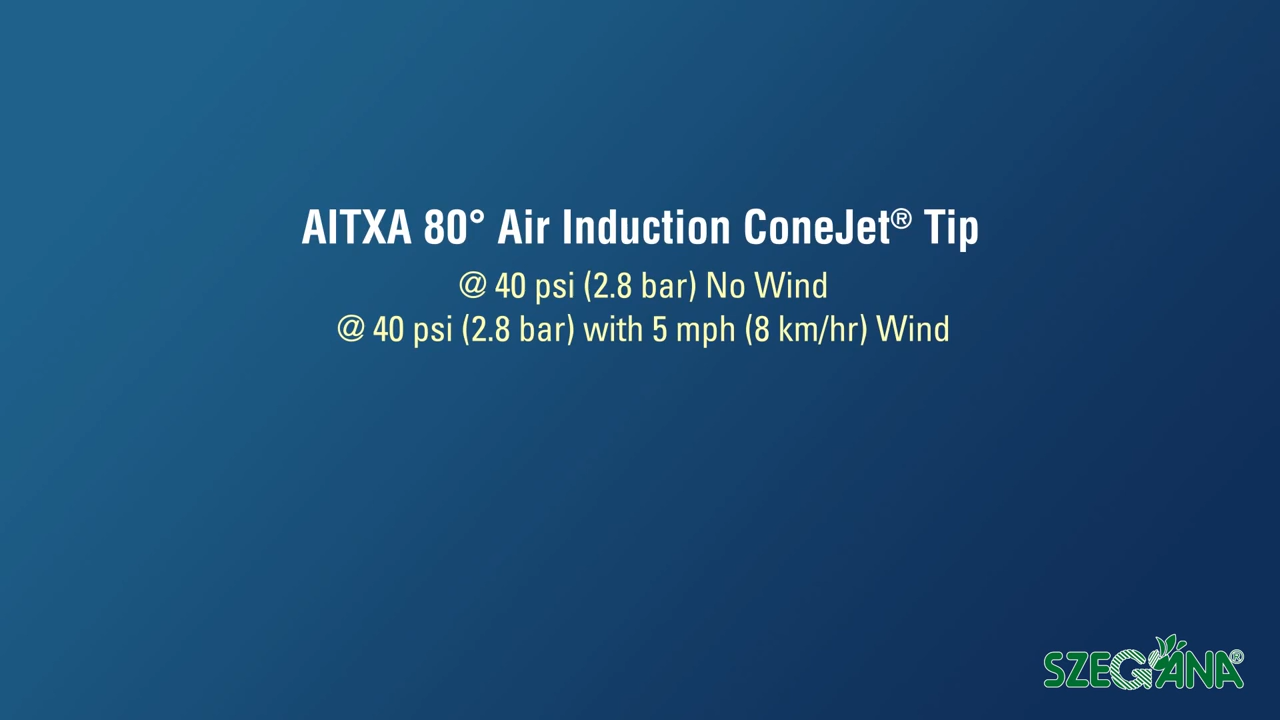 AITXA 80° Air Induction ConeJet® Tip
@ 40 psi (2.8 bar) No Wind
@ 40 psi (2.8 bar) with 5 mph (8 km/hr) Wind
SZEGÁNA®